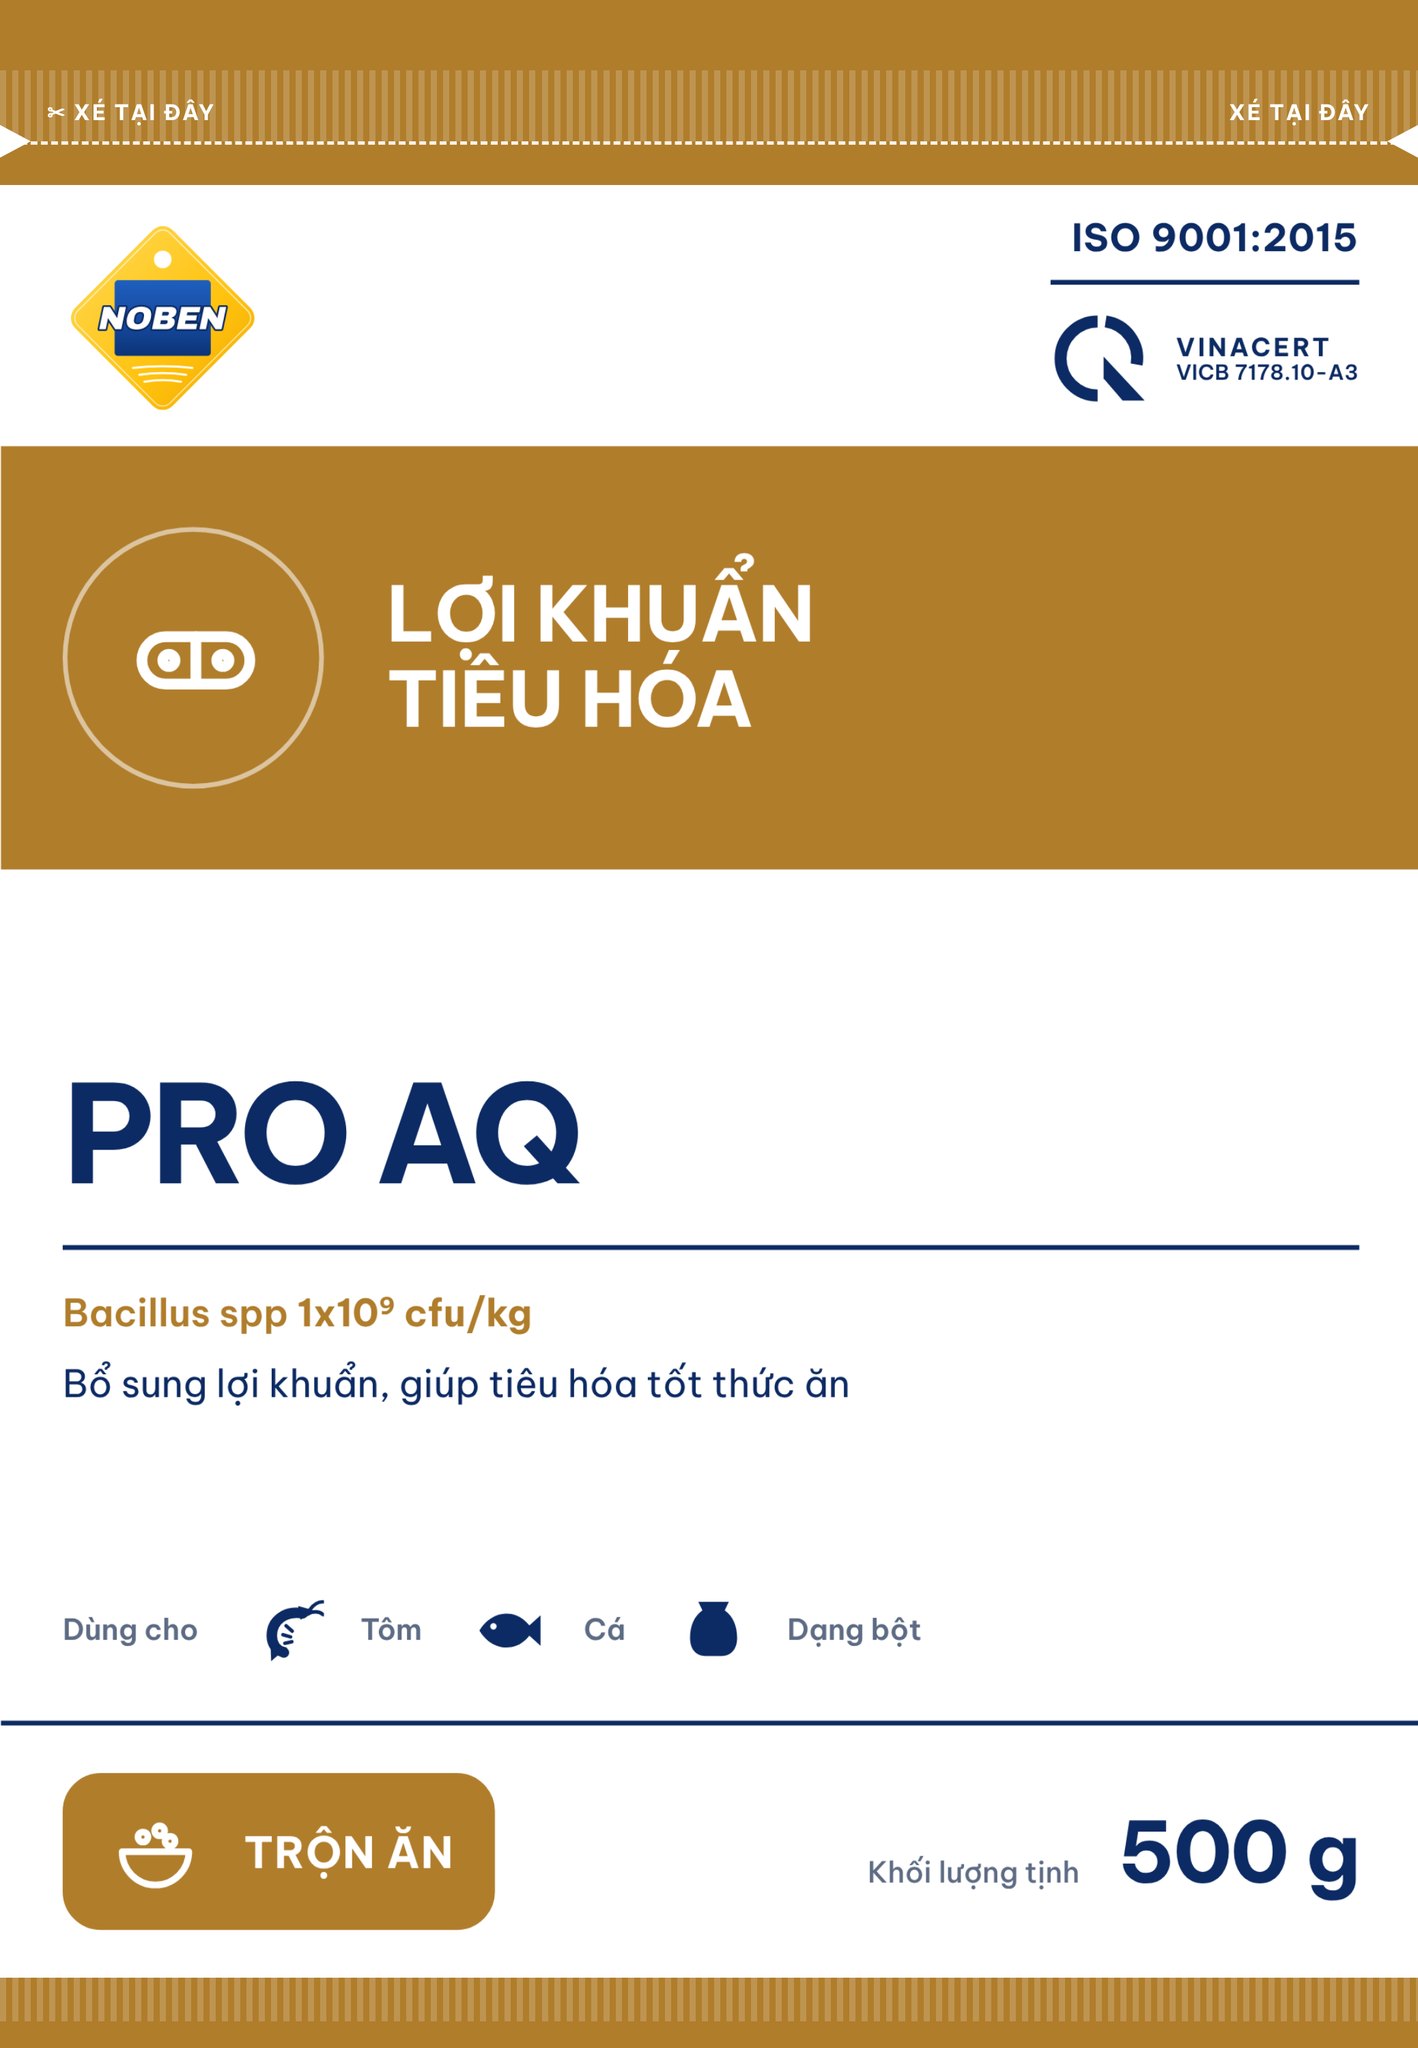 ✂ XÉ TẠI ĐÂY
XÉ TẠI ĐÂY
NOBEN
ISO 9001:2015
VINACERT
VICB 7178.10-A3
LỢI KHUẨN
TIÊU HÓA
PRO AQ
Bacillus spp 1x10⁹ cfu/kg
Bổ sung lợi khuẩn, giúp tiêu hóa tốt thức ăn
Dùng cho Tôm Cá Dạng bột
TRỘN ĂN
Khối lượng tịnh 500 g